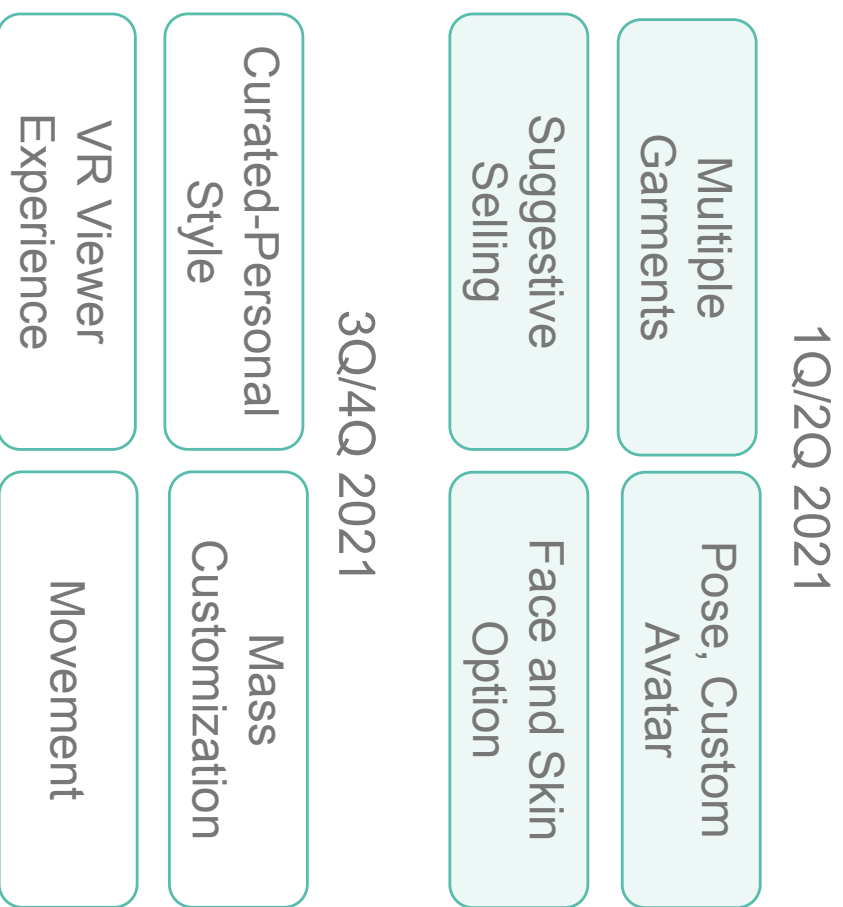 1Q/2Q 2021
Multiple
Garments
Pose, Custom
Avatar
Suggestive
Selling
Face and Skin
Option
3Q/4Q 2021
Curated-Personal
Style
Mass
Customization
VR Viewer
Experience
Movement